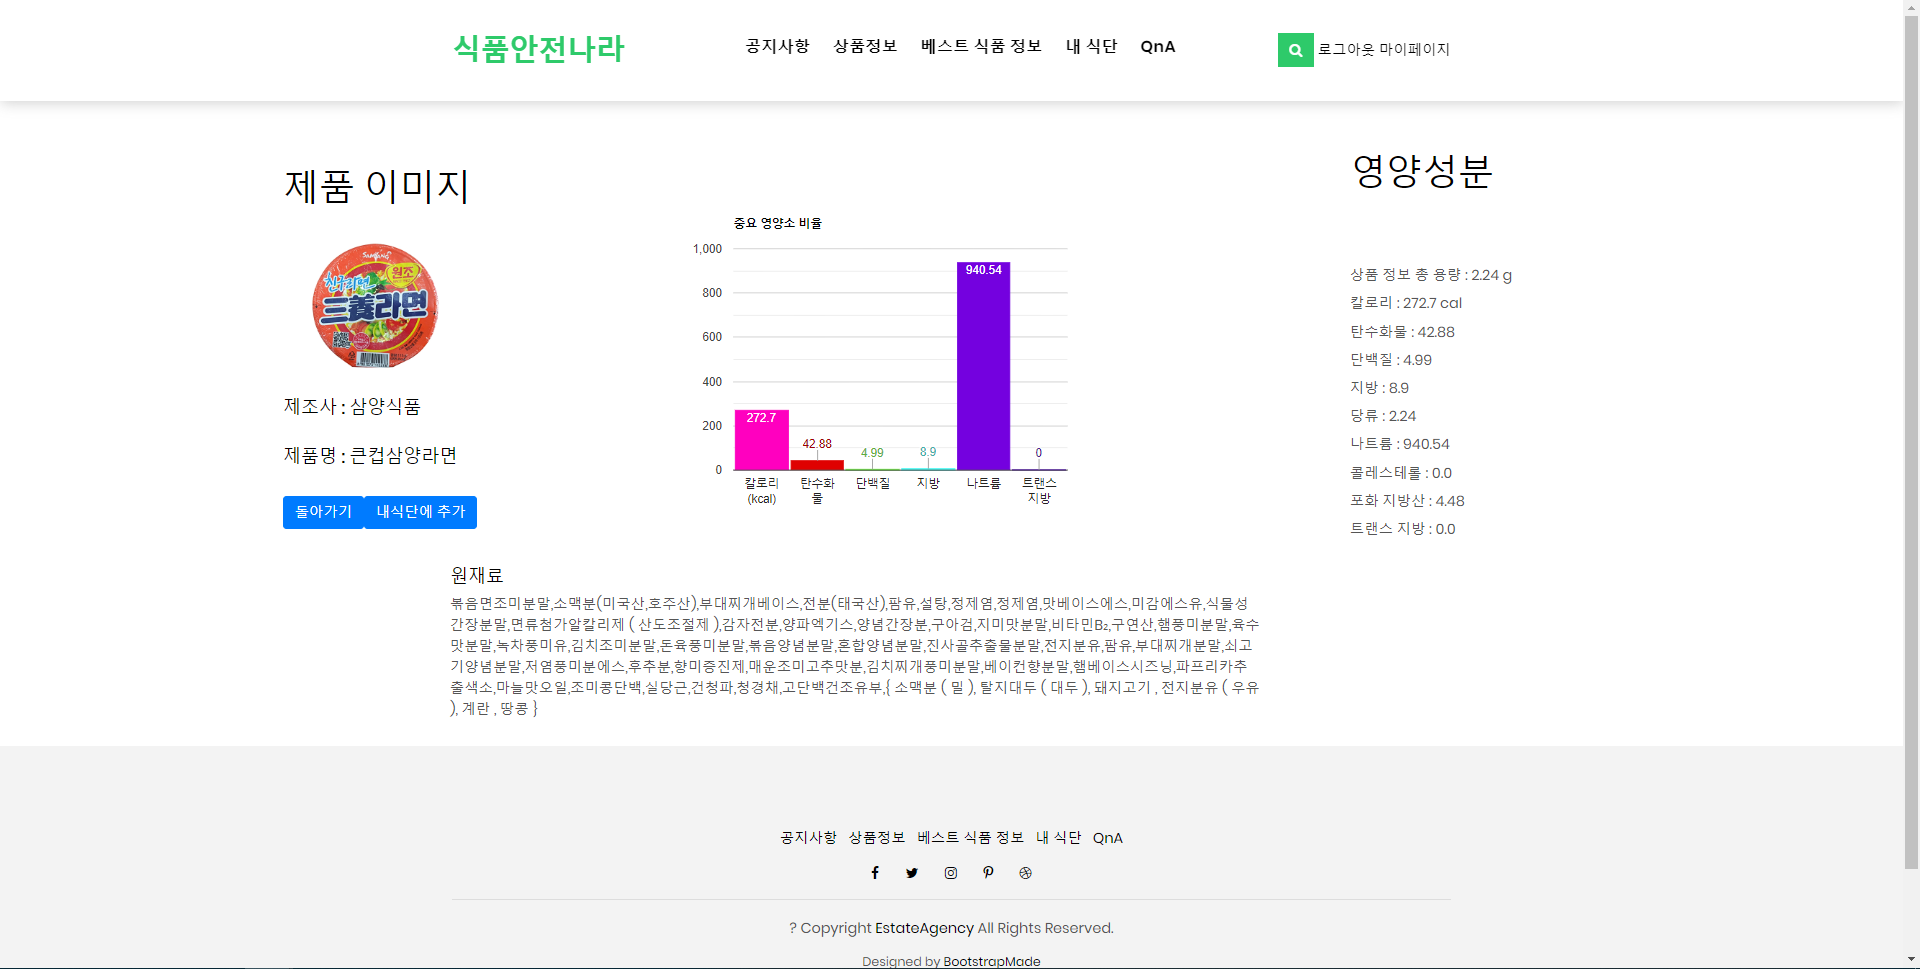 식품안전나라
공지사항 상품정보 베스트 식품 정보 내 식단 QnA
로그아웃 마이페이지
제품 이미지
SAMYANG
원조
친구라면
三養라면
제조사 : 삼양식품
제품명 : 큰컵삼양라면
돌아가기 내식단에 추가
중요 영양소 비율
1,000
800
600
400
200
0
272.7
42.88
4.99
8.9
940.54
0
칼로리
(kcal)
탄수화
물
단백질
지방
나트륨
트랜스
지방
영양성분
상품 정보 총 용량 : 2.24 g
칼로리 : 272.7 cal
탄수화물 : 42.88
단백질 : 4.99
지방 : 8.9
당류 : 2.24
나트륨 : 940.54
콜레스테롤 : 0.0
포화 지방산 : 4.48
트랜스 지방 : 0.0
원재료
볶음면조미분말,소맥분(미국산,호주산),부대찌개베이스,전분(태국산),팜유,설탕,정제염,정제염,맛베이스에스,미감에스유,식물성
간장분말,면류첨가알칼리제 ( 산도조절제 ),감자전분,양파엑기스,양념간장분,구아검,지미맛분말,비타민B₂,구연산,햄풍미분말,육수
맛분말,녹차풍미유,김치조미분말,돈육풍미분말,볶음양념분말,혼합양념분말,진사골추출물분말,전지분유,팜유,부대찌개분말,쇠고
기양념분말,저염풍미분에스,후추분,향미증진제,매운조미고추맛분,김치찌개풍미분말,베이컨향분말,햄베이스시즈닝,파프리카추
출색소,마늘맛오일,조미콩단백,실당근,건청파,청경채,고단백건조유부,{ 소맥분 ( 밀 ), 탈지대두 ( 대두 ), 돼지고기 , 전지분유 ( 우유
), 계란 , 땅콩 }
공지사항 상품정보 베스트 식품 정보 내 식단 QnA
? Copyright EstateAgency All Rights Reserved.
Designed by BootstrapMade